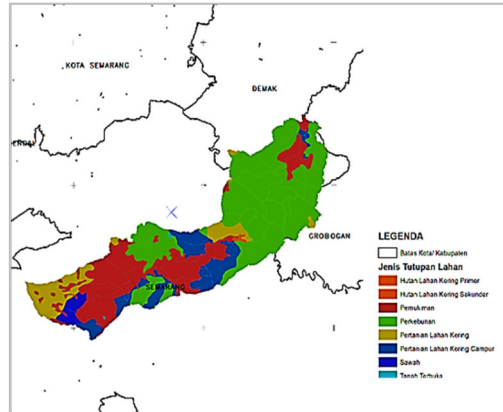 KOTA SEMARANG
DEMAK
GROBOGAN
SEMARANG
LEGENDA
Batas Kota/ Kabupaten
Jenis Tutupan Lahan
Hutan Lahan Kering Primer
Hutan Lahan Kering Sekunder
Pemukiman
Perkebunan
Pertanian Lahan Kering
Pertanian Lahan Kering Campur
Sawah
Tanah Terbuka